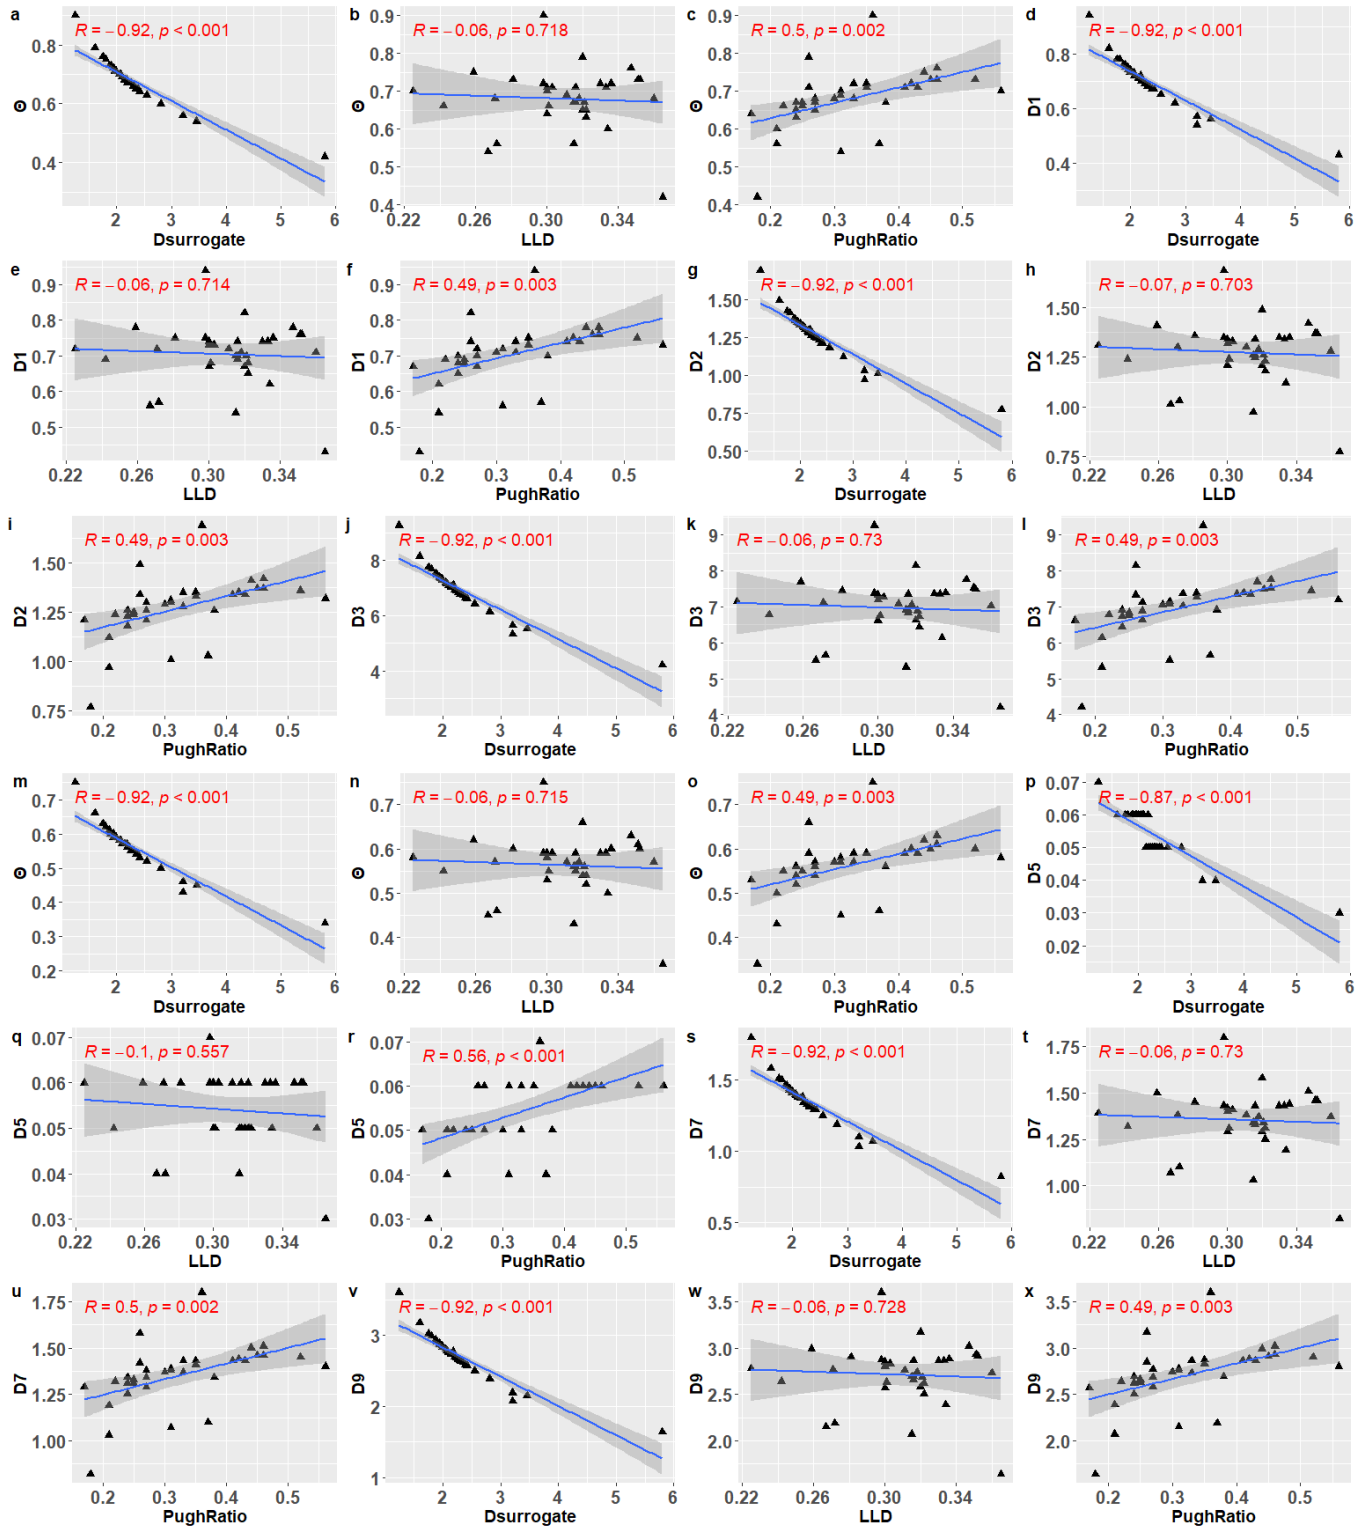 a
R = −0.92, p < 0.001
Θ
0.8
0.6
0.4
2 3 4 5 6
Dsurrogate
b
R = −0.06, p = 0.718
Θ
0.9
0.8
0.7
0.6
0.5
0.4
0.22 0.26 0.30 0.34
LLD
c
R = 0.5, p = 0.002
Θ
0.9
0.8
0.7
0.6
0.5
0.4
0.2 0.3 0.4 0.5
PughRatio
d
R = −0.92, p < 0.001
D1
0.8
0.6
0.4
2 3 4 5 6
Dsurrogate
e
R = −0.06, p = 0.714
D1
0.9
0.8
0.7
0.6
0.5
0.22 0.26 0.30 0.34
LLD
f
R = 0.49, p = 0.003
D1
0.9
0.8
0.7
0.6
0.5
0.2 0.3 0.4 0.5
PughRatio
g
R = −0.92, p < 0.001
D2
1.50
1.25
1.00
0.75
0.50
2 3 4 5 6
Dsurrogate
h
R = −0.07, p = 0.703
D2
1.50
1.25
1.00
0.75
0.22 0.26 0.30 0.34
LLD
i
R = 0.49, p = 0.003
D2
1.50
1.25
1.00
0.75
0.2 0.3 0.4 0.5
PughRatio
j
R = −0.92, p < 0.001
D3
8
6
4
2 3 4 5 6
Dsurrogate
k
R = −0.06, p = 0.73
D3
9
8
7
6
5
4
0.22 0.26 0.30 0.34
LLD
l
R = 0.49, p = 0.003
D3
9
8
7
6
5
4
0.2 0.3 0.4 0.5
PughRatio
m
R = −0.92, p < 0.001
Θ
0.7
0.6
0.5
0.4
0.3
0.2
2 3 4 5 6
Dsurrogate
n
R = −0.06, p = 0.715
Θ
0.7
0.6
0.5
0.4
0.22 0.26 0.30 0.34
LLD
o
R = 0.49, p = 0.003
Θ
0.7
0.6
0.5
0.4
0.2 0.3 0.4 0.5
PughRatio
p
R = −0.87, p < 0.001
D5
0.07
0.06
0.05
0.04
0.03
0.02
2 3 4 5 6
Dsurrogate
q
R = −0.1, p = 0.557
D5
0.07
0.06
0.05
0.04
0.03
0.22 0.26 0.30 0.34
LLD
r
R = 0.56, p < 0.001
D5
0.07
0.06
0.05
0.04
0.03
0.2 0.3 0.4 0.5
PughRatio
s
R = −0.92, p < 0.001
D7
1.5
1.0
0.5
2 3 4 5 6
Dsurrogate
t
R = −0.06, p = 0.73
D7
1.75
1.50
1.25
1.00
0.22 0.26 0.30 0.34
LLD
u
R = 0.5, p = 0.002
D7
1.75
1.50
1.25
1.00
0.2 0.3 0.4 0.5
PughRatio
v
R = −0.92, p < 0.001
D9
3
2
1
2 3 4 5 6
Dsurrogate
w
R = −0.06, p = 0.728
D9
3.5
3.0
2.5
2.0
0.22 0.26 0.30 0.34
LLD
x
R = 0.49, p = 0.003
D9
3.5
3.0
2.5
2.0
0.2 0.3 0.4 0.5
PughRatio